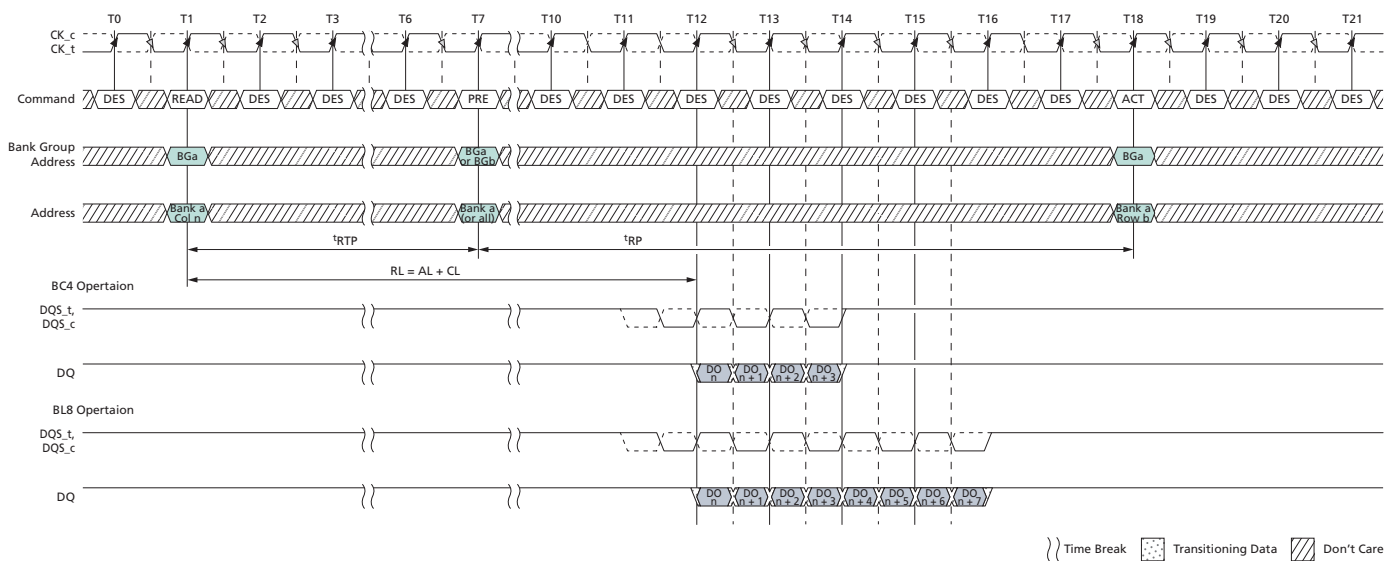 T0 T1 T2 T3 T6 T7 T10 T11 T12 T13 T14 T15 T16 T17 T18 T19 T20 T21
CK_c
CK_t
Command DES READ DES DES DES PRE DES DES DES DES DES DES DES DES ACT DES DES DES
Bank Group
Address
BGa
BGa
or BGb
BGa
Address
Bank a
Col n
Bank a
(or all)
Bank a
Row b
tRTP tRP
RL = AL + CL
BC4 Opertaion
DQS_t,
DQS_c
DQ
DO
n
DO
n + 1
DO
n + 2
DO
n + 3
BL8 Opertaion
DQS_t,
DQS_c
DQ
DO
n
DO
n + 1
DO
n + 2
DO
n + 3
DO
n + 4
DO
n + 5
DO
n + 6
DO
n + 7
Time Break Transitioning Data Don't Care